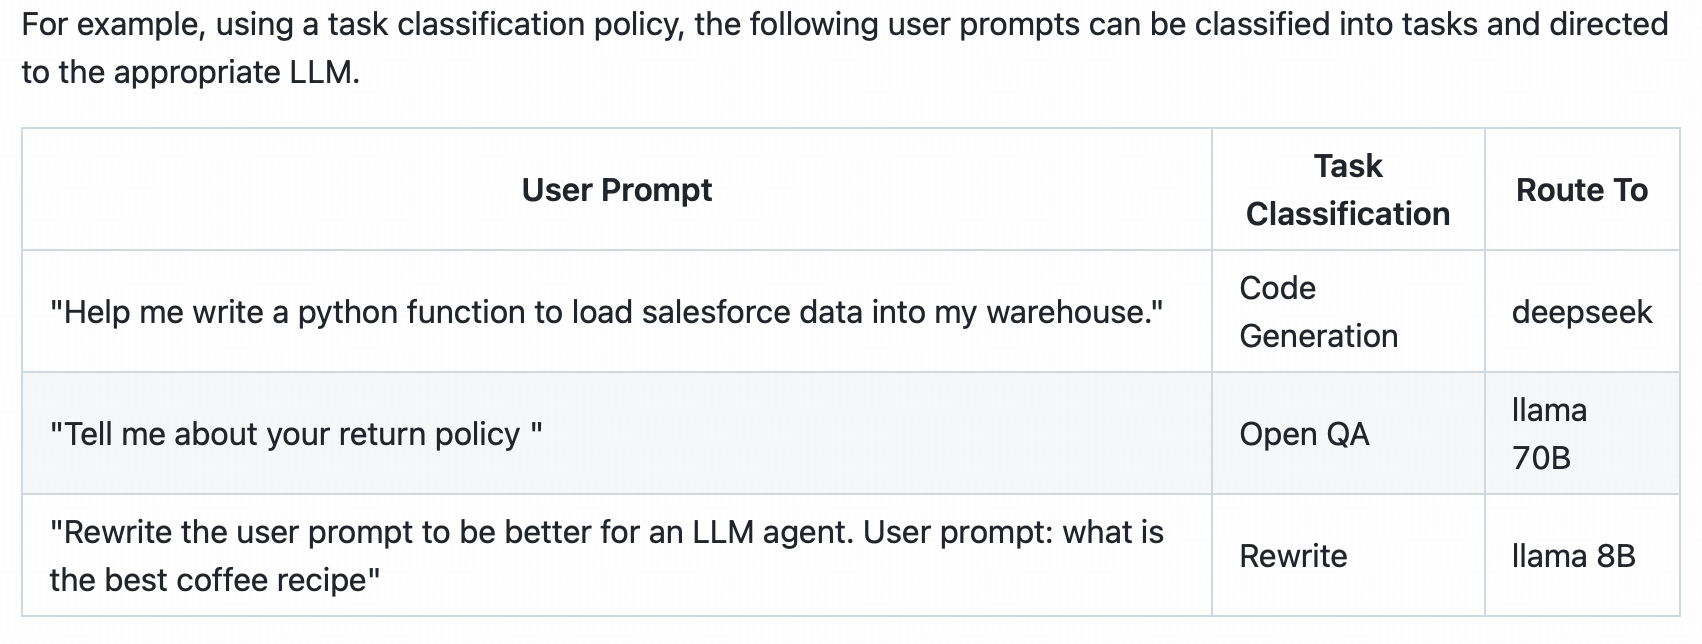 For example, using a task classification policy, the following user prompts can be classified into tasks and directed
to the appropriate LLM.
User Prompt
Task
Classification
Route To
"Help me write a python function to load salesforce data into my warehouse."
Code
Generation
deepseek
"Tell me about your return policy "
Open QA
llama
70B
"Rewrite the user prompt to be better for an LLM agent. User prompt: what is
the best coffee recipe"
Rewrite
llama 8B